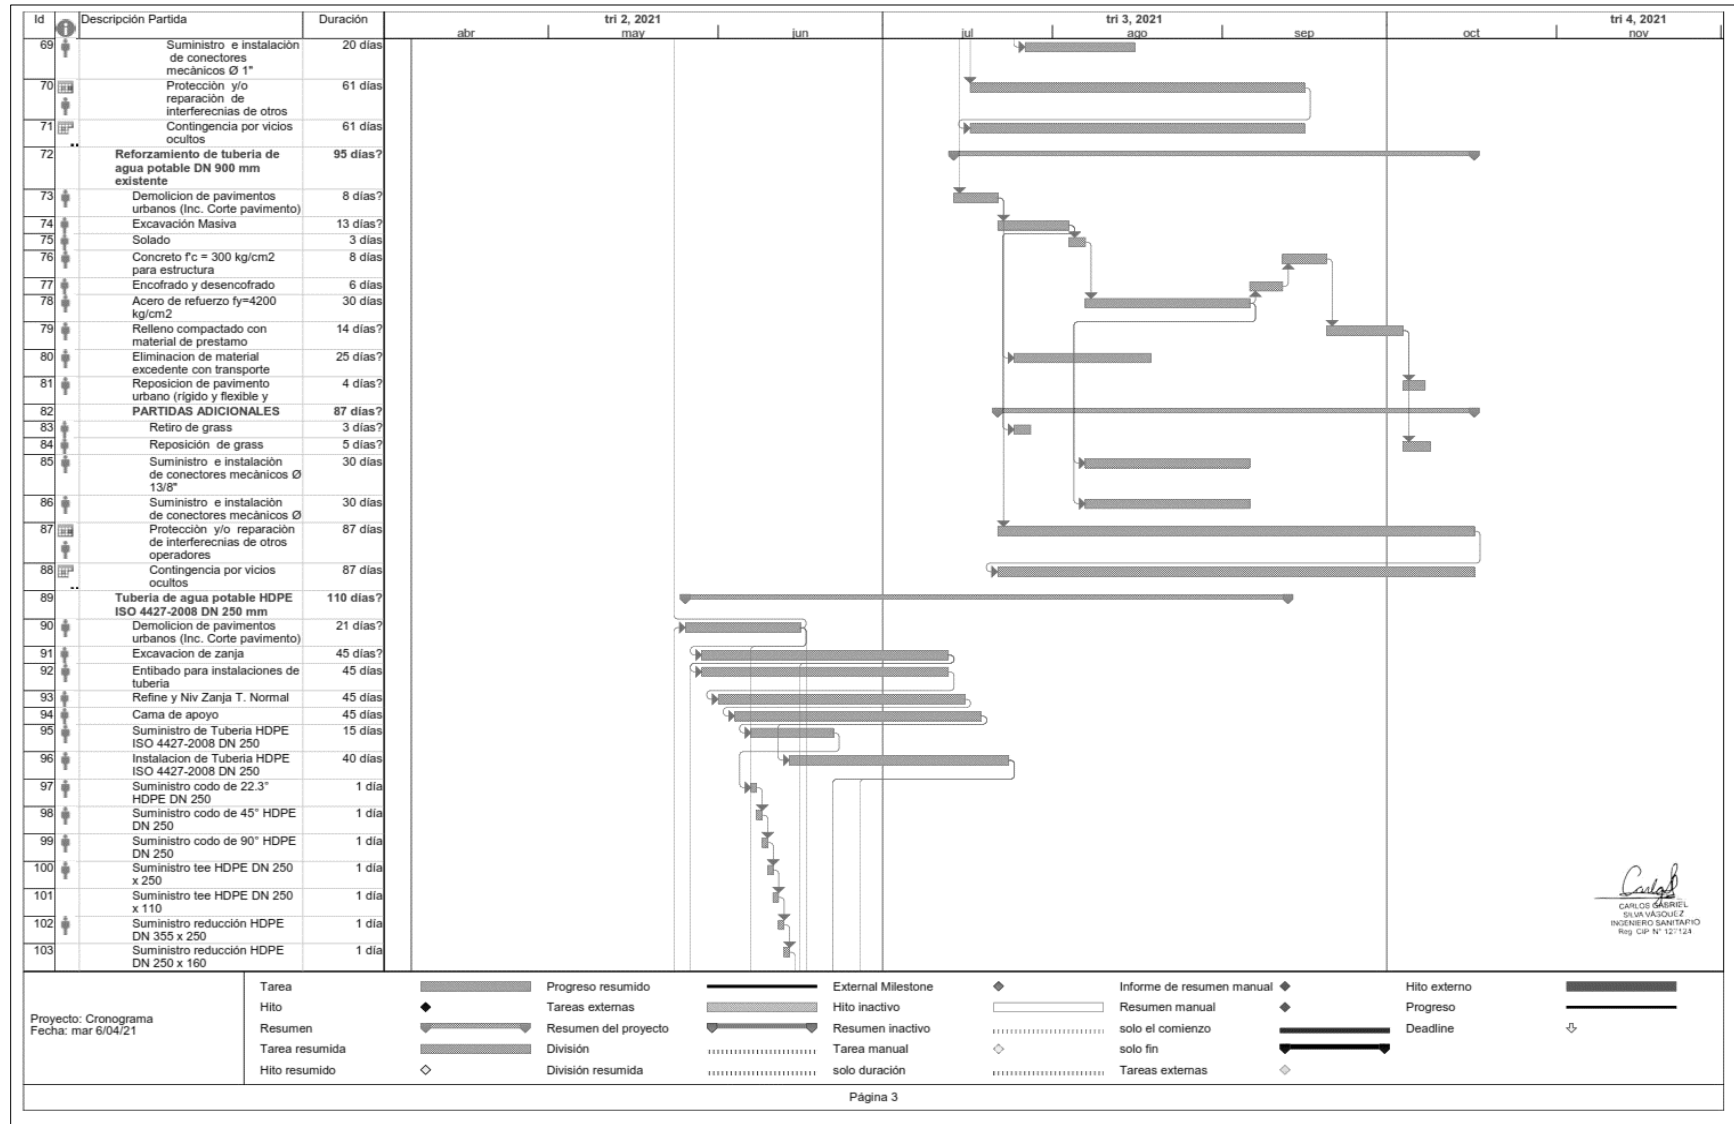 Id
Descripción Partida
Duración
tri 2, 2021
tri 3, 2021
tri 4, 2021
abr
may
jun
jul
ago
sep
oct
nov
69
Suministro e instalaciòn
de conectores
mecànicos Ø 1"
20 días
70
Protecciòn y/o
reparaciòn de
interferecnias de otros
61 días
71
Contingencia por vicios
ocultos
61 días
72
Reforzamiento de tuberia de
agua potable DN 900 mm
existente
95 días?
73
Demolicion de pavimentos
urbanos (Inc. Corte pavimento)
8 días?
74
Excavación Masiva
13 días?
75
Solado
3 días
76
Concreto f'c = 300 kg/cm2
para estructura
8 días
77
Encofrado y desencofrado
6 días
78
Acero de refuerzo fy=4200
kg/cm2
30 días
79
Relleno compactado con
material de prestamo
14 días?
80
Eliminacion de material
excedente con transporte
25 días?
81
Reposicion de pavimento
urbano (rígido y flexible y
4 días?
82
PARTIDAS ADICIONALES
87 días?
83
Retiro de grass
3 días?
84
Reposición de grass
5 días?
85
Suministro e instalaciòn
de conectores mecànicos Ø
13/8"
30 días
86
Suministro e instalaciòn
de conectores mecànicos Ø
30 días
87
Protecciòn y/o reparaciòn
de interferecnias de otros
operadores
87 días
88
Contingencia por vicios
ocultos
87 días
89
Tuberia de agua potable HDPE
ISO 4427-2008 DN 250 mm
110 días?
90
Demolicion de pavimentos
urbanos (Inc. Corte pavimento)
21 días?
91
Excavacion de zanja
45 días?
92
Entibado para instalaciones de
tuberia
45 días
93
Refine y Niv Zanja T. Normal
45 días
94
Cama de apoyo
45 días
95
Suministro de Tuberia HDPE
ISO 4427-2008 DN 250
15 días
96
Instalacion de Tuberia HDPE
ISO 4427-2008 DN 250
40 días
97
Suministro codo de 22.3°
HDPE DN 250
1 día
98
Suministro codo de 45° HDPE
DN 250
1 día
99
Suministro codo de 90° HDPE
DN 250
1 día
100
Suministro tee HDPE DN 250
x 250
1 día
101
Suministro tee HDPE DN 250
x 110
1 día
102
Suministro reducción HDPE
DN 355 x 250
1 día
103
Suministro reducción HDPE
DN 250 x 160
1 día
CARLOS GABRIEL
SILVA VÁSQUEZ
INGENIERO SANITARIO
Reg. CIP N° 127124
Proyecto: Cronograma
Fecha: mar 6/04/21
Tarea
Progreso resumido
External Milestone
Informe de resumen manual
Hito externo
Hito
Tareas externas
Hito inactivo
Resumen manual
Progreso
Resumen
Resumen del proyecto
Resumen inactivo
solo el comienzo
Deadline
Tarea resumida
División
Tarea manual
solo fin
Hito resumido
División resumida
solo duración
Tareas externas
Página 3